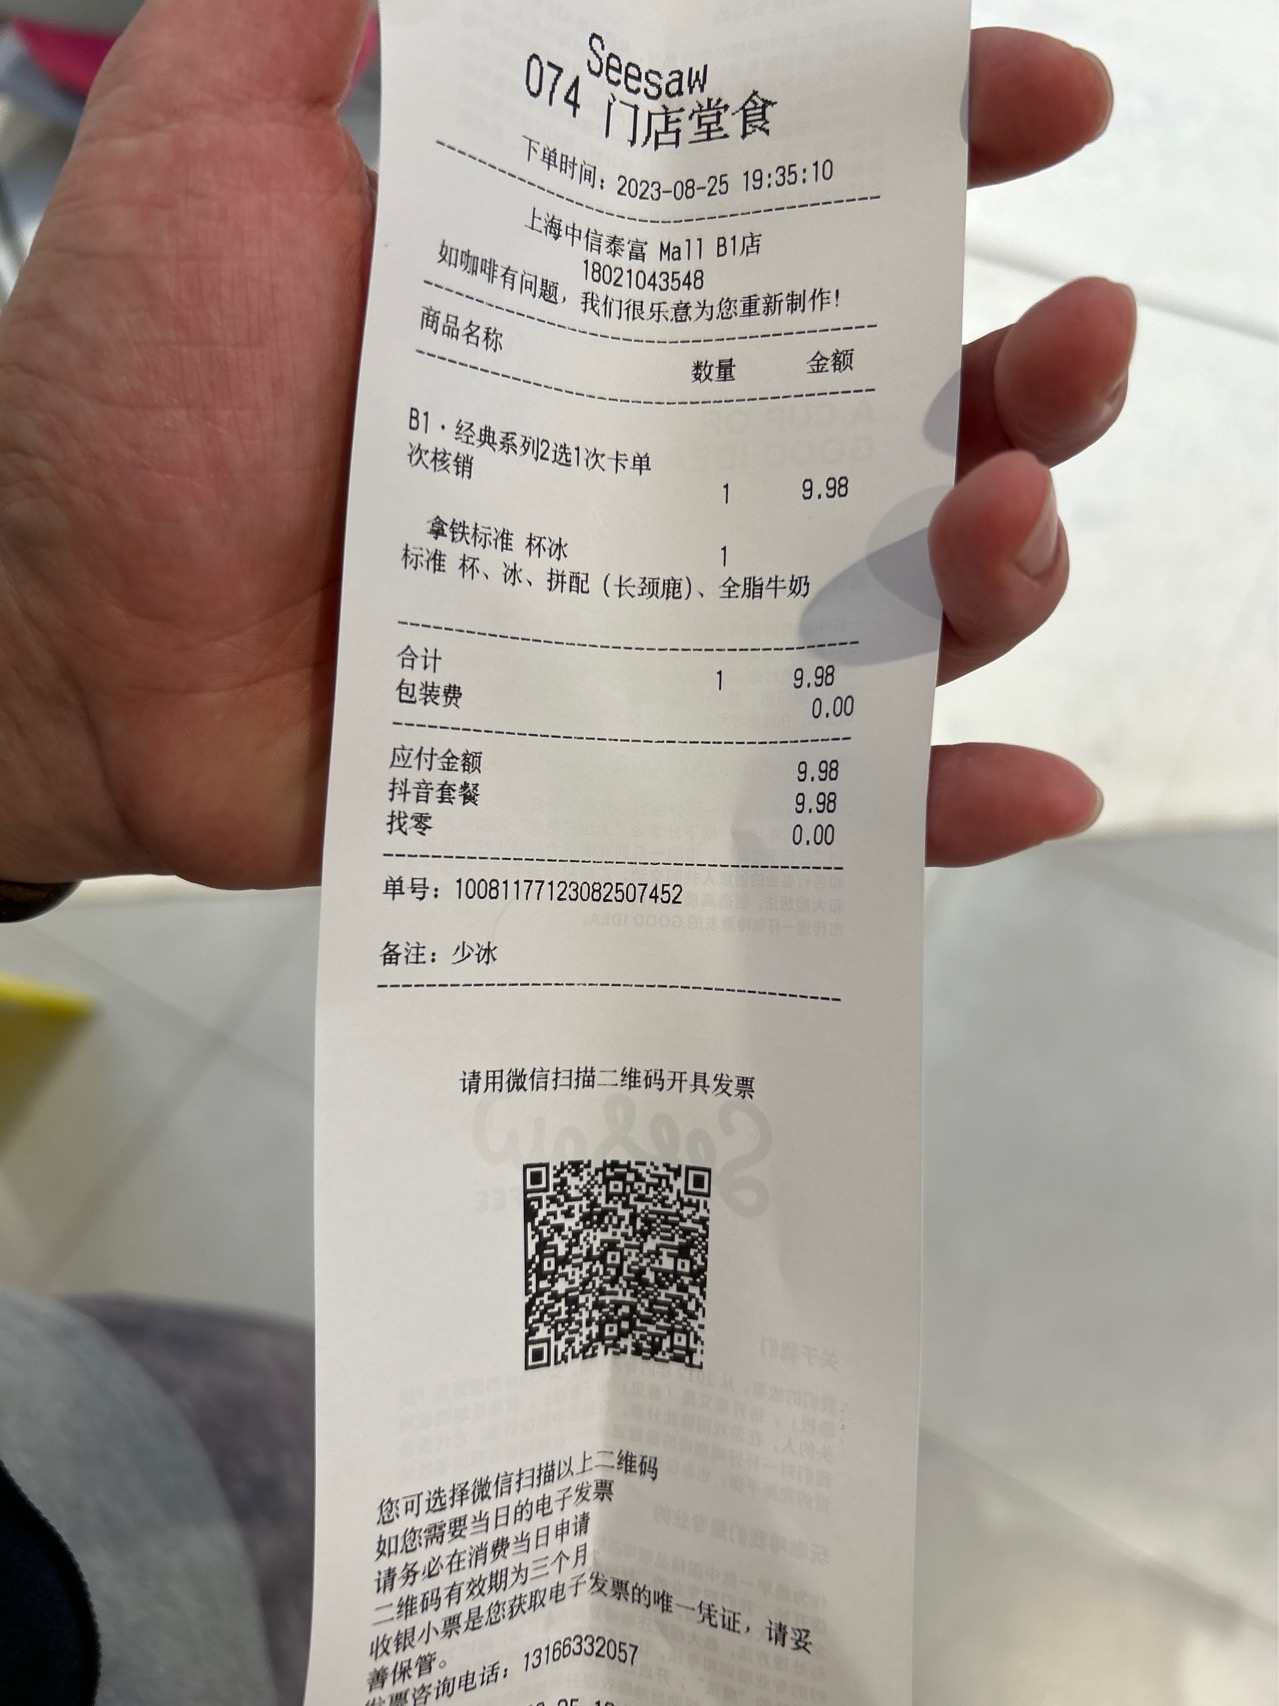 Seesaw
074 门店堂食
下单时间：2023-08-25 19:35:10
上海中信泰富 Mall B1店
18021043548
如咖啡有问题，我们很乐意为您重新制作！
商品名称 数量 金额
B1·经典系列2选1次卡单
次核销 1 9.98
拿铁标准 杯冰 1
标准 杯、冰、拼配（长颈鹿）、全脂牛奶
合计 1 9.98
包装费 0.00
应付金额 9.98
抖音套餐 9.98
找零 0.00
单号：10081177123082507452
备注：少冰
请用微信扫描二维码开具发票
您可选择微信扫描以上二维码
如您需要当日的电子发票
请务必在消费当日申请
二维码有效期为三个月
收银小票是您获取电子发票的唯一凭证，请妥
善保管。
发票咨询电话：13166332057